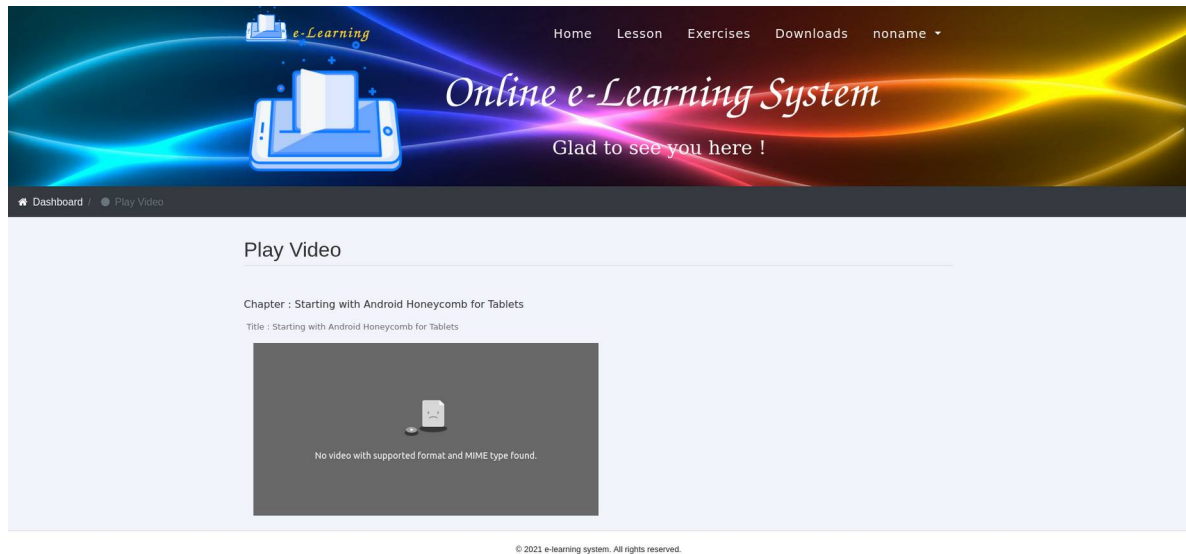 e-Learning
Home Lesson Exercises Downloads noname
Online e-Learning System
Glad to see you here !
Dashboard / Play Video
Play Video
Chapter : Starting with Android Honeycomb for Tablets
Title : Starting with Android Honeycomb for Tablets
No video with supported format and MIME type found.
© 2021 e-learning system. All rights reserved.